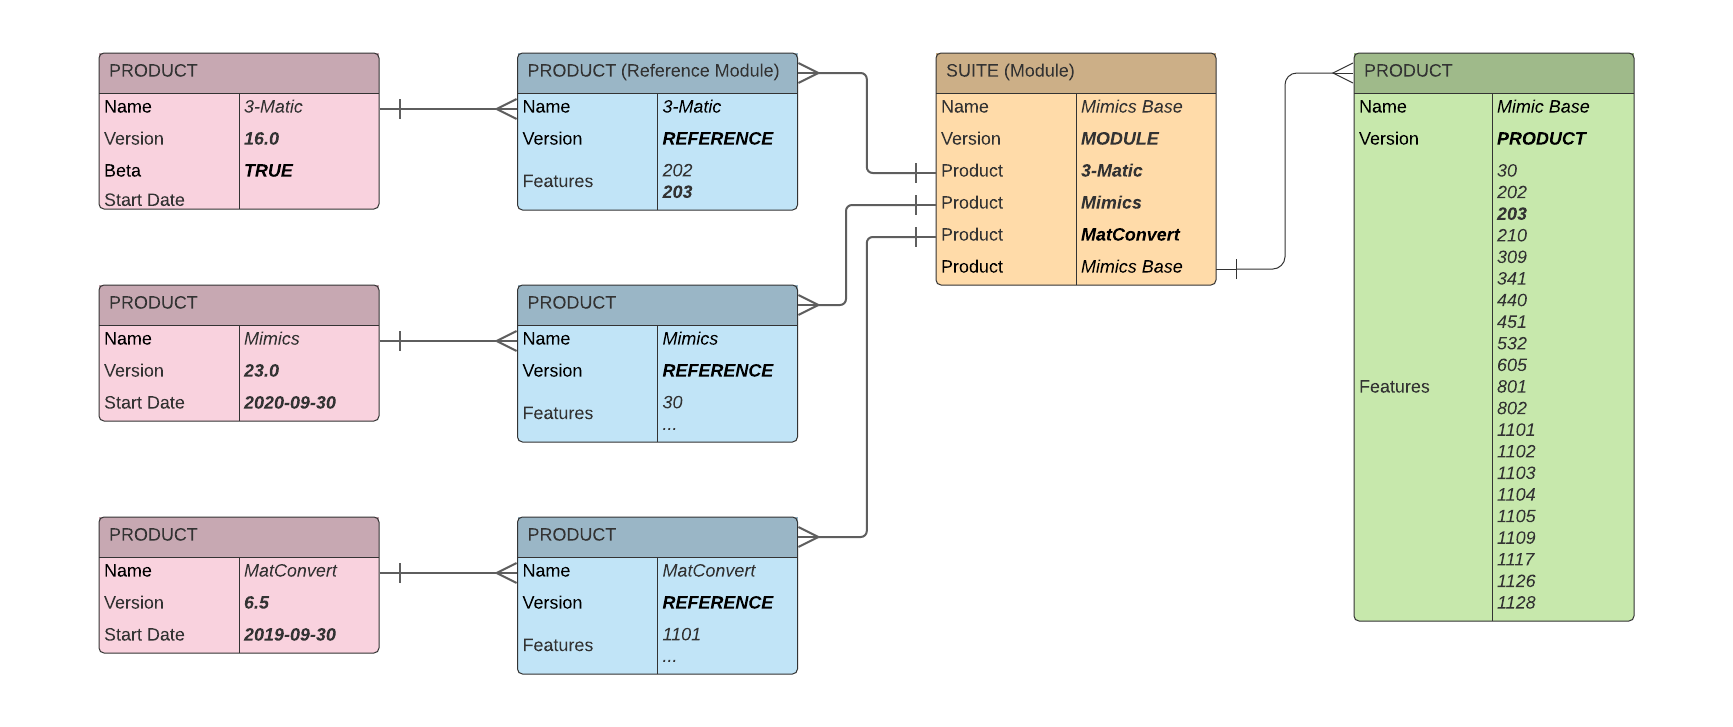 PRODUCT
Name 3-Matic
Version 16.0
Beta TRUE
Start Date
PRODUCT (Reference Module)
Name 3-Matic
Version REFERENCE
Features 202
203
SUITE (Module)
Name Mimics Base
Version MODULE
Product 3-Matic
Product Mimics
Product MatConvert
Product Mimics Base
PRODUCT
Name Mimic Base
Version PRODUCT
Features
30
202
203
210
309
341
440
451
532
605
801
802
1101
1102
1103
1104
1105
1109
1117
1126
1128
PRODUCT
Name Mimics
Version 23.0
Start Date 2020-09-30
PRODUCT
Name Mimics
Version REFERENCE
Features 30
...
PRODUCT
Name MatConvert
Version 6.5
Start Date 2019-09-30
PRODUCT
Name MatConvert
Version REFERENCE
Features 1101
...